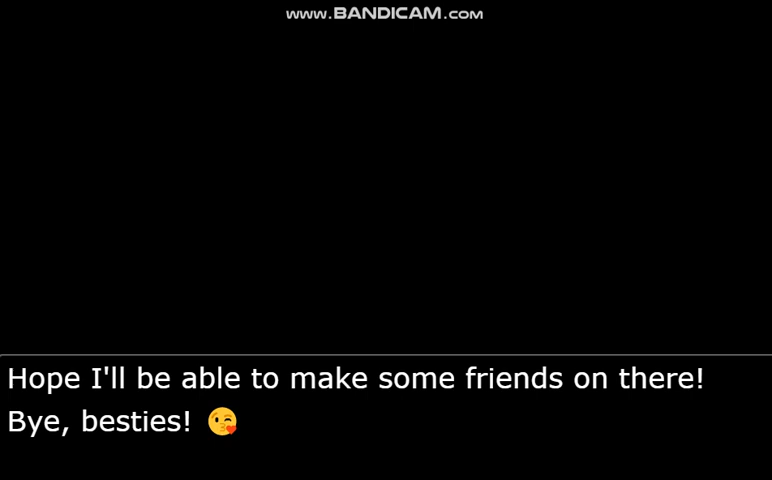 www.BANDICAM.com
Hope I'll be able to make some friends on there!
Bye, besties! 😘